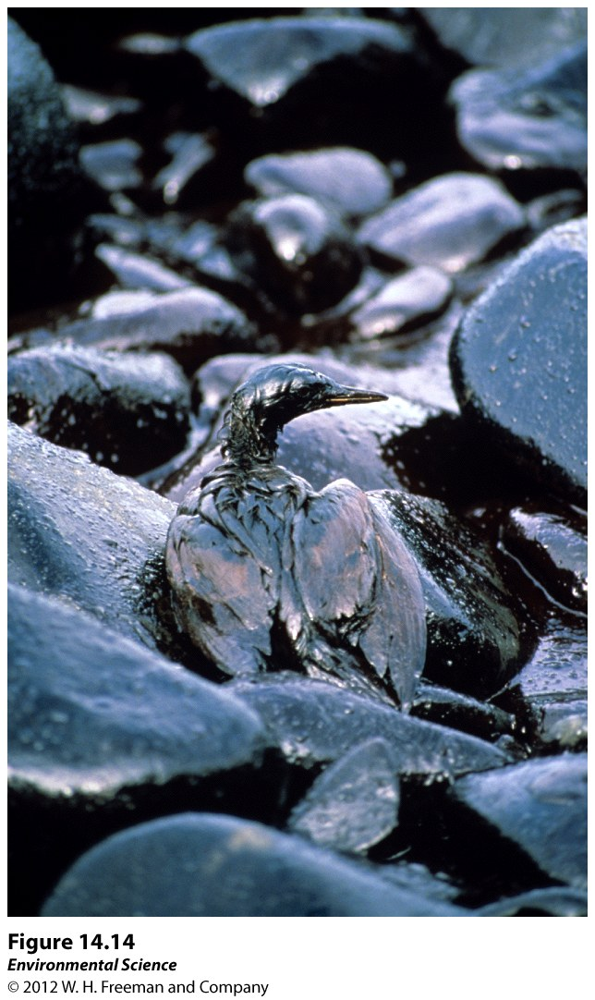 Figure 14.14
Environmental Science
© 2012 W. H. Freeman and Company